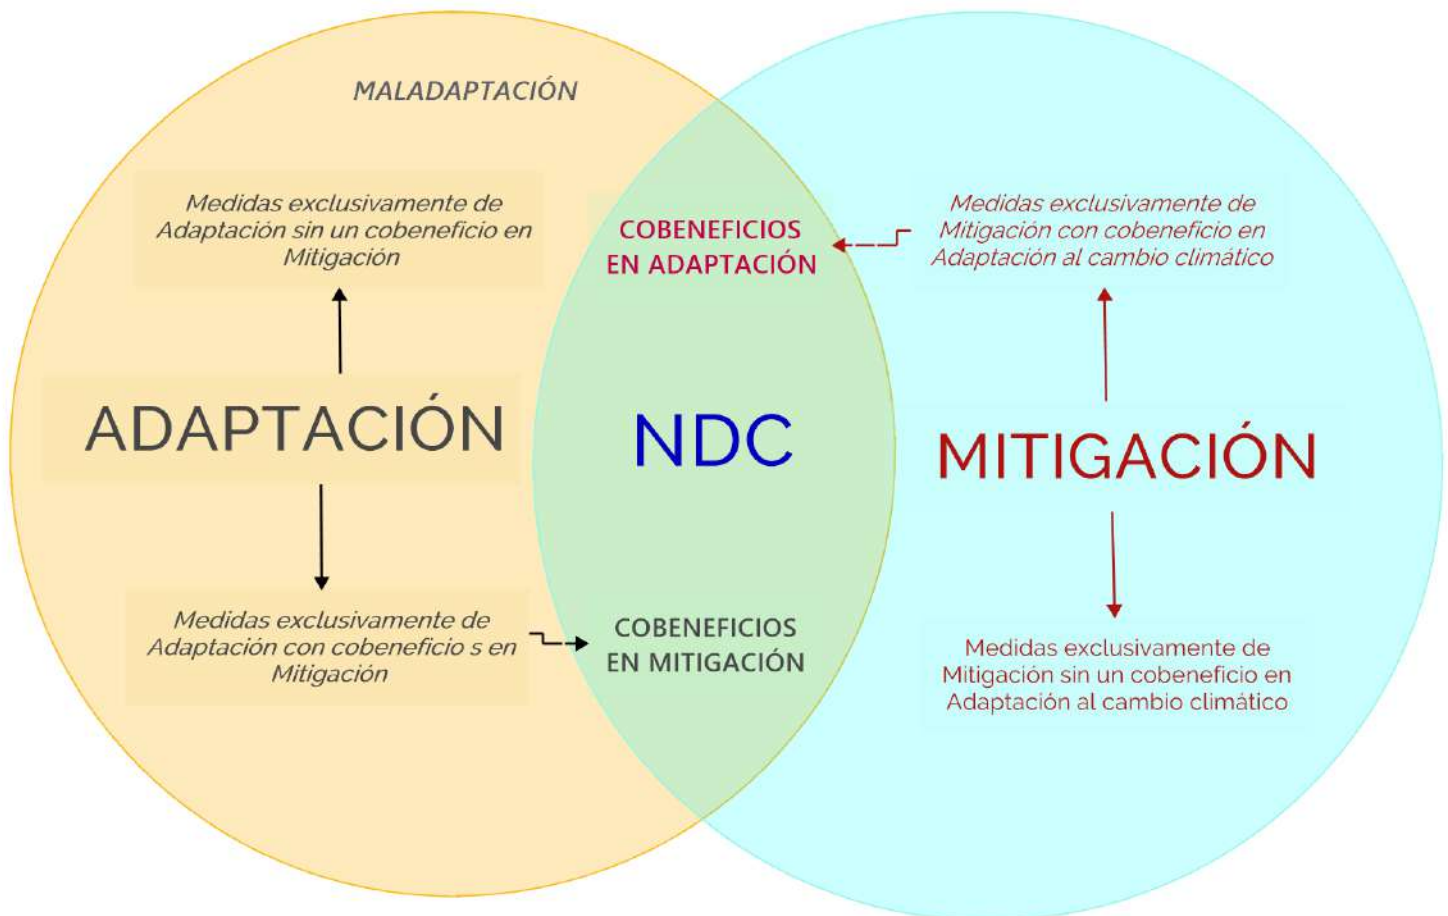 MALADAPTACIÓN
Medidas exclusivamente de
Adaptación sin un cobeneficio en
Mitigación
COBENEFICIOS
EN ADAPTACIÓN
Medidas exclusivamente de
Mitigación con cobeneficio en
Adaptación al cambio climático
ADAPTACIÓN
NDC
MITIGACIÓN
Medidas exclusivamente de
Adaptación con cobeneficio s en
Mitigación
COBENEFICIOS
EN MITIGACIÓN
Medidas exclusivamente de
Mitigación sin un cobeneficio en
Adaptación al cambio climático